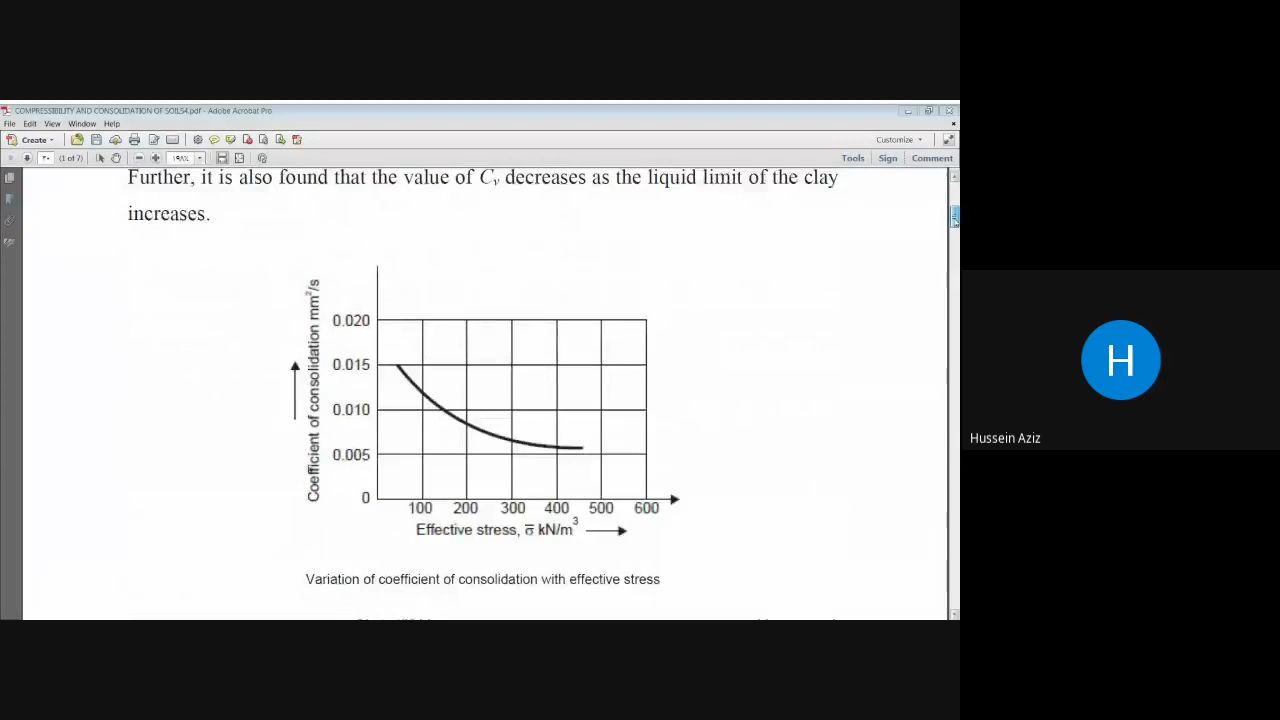 COMPRESSIBILITY AND CONSOLIDATION OF SOILS4.pdf - Adobe Acrobat Pro
File Edit View Window Help
Create Customize
(1 of 7) Tools Sign Comment
Further, it is also found that the value of Cv decreases as the liquid limit of the clay
increases.
Coefficient of consolidation mm²/s
0.020
0.015
0.010
0.005
0
100 200 300 400 500 600
Effective stress, σ̅ kN/m³
Variation of coefficient of consolidation with effective stress
H
Hussein Aziz